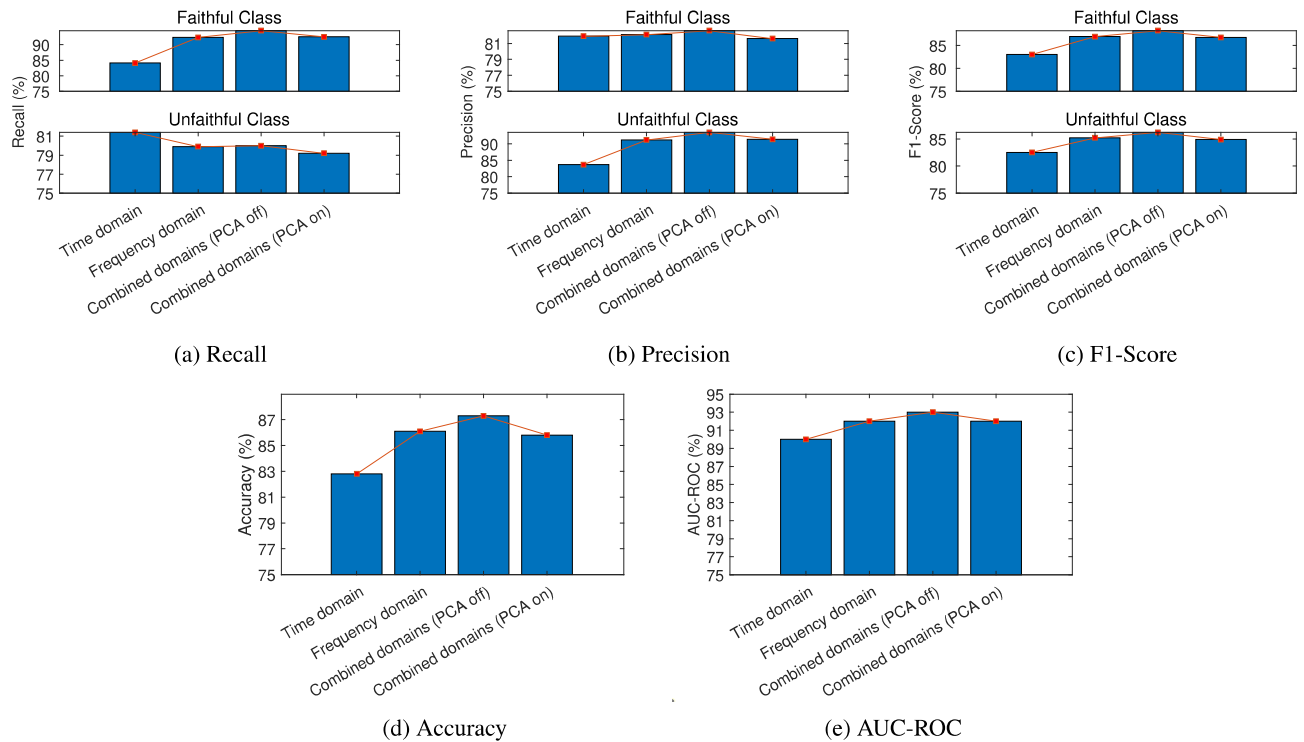 Faithful Class
Recall (%)
90
85
80
75
Unfaithful Class
81
79
77
75
Time domain
Frequency domain
Combined domains (PCA off)
Combined domains (PCA on)
(a) Recall
Faithful Class
Precision (%)
81
79
77
75
Unfaithful Class
90
85
80
75
Time domain
Frequency domain
Combined domains (PCA off)
Combined domains (PCA on)
(b) Precision
Faithful Class
F1-Score (%)
85
80
75
Unfaithful Class
85
80
75
Time domain
Frequency domain
Combined domains (PCA off)
Combined domains (PCA on)
(c) F1-Score
Accuracy (%)
87
83
81
79
77
75
Time domain
Frequency domain
Combined domains (PCA off)
Combined domains (PCA on)
(d) Accuracy
AUC-ROC (%)
95
93
91
89
87
85
83
81
79
77
75
Time domain
Frequency domain
Combined domains (PCA off)
Combined domains (PCA on)
(e) AUC-ROC